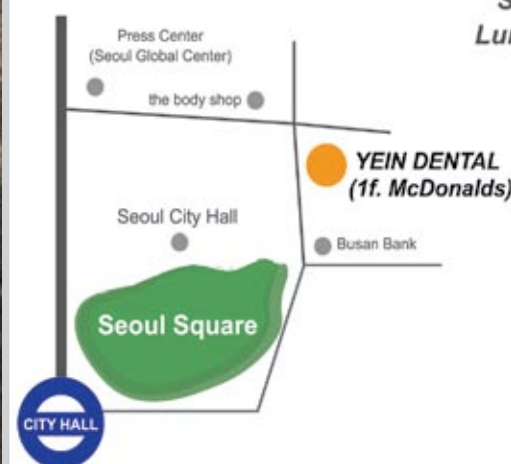 Press Center
(Seoul Global Center)
the body shop
YEIN DENTAL
(1f. McDonalds)
Seoul City Hall
Busan Bank
Seoul Square
CITY HALL